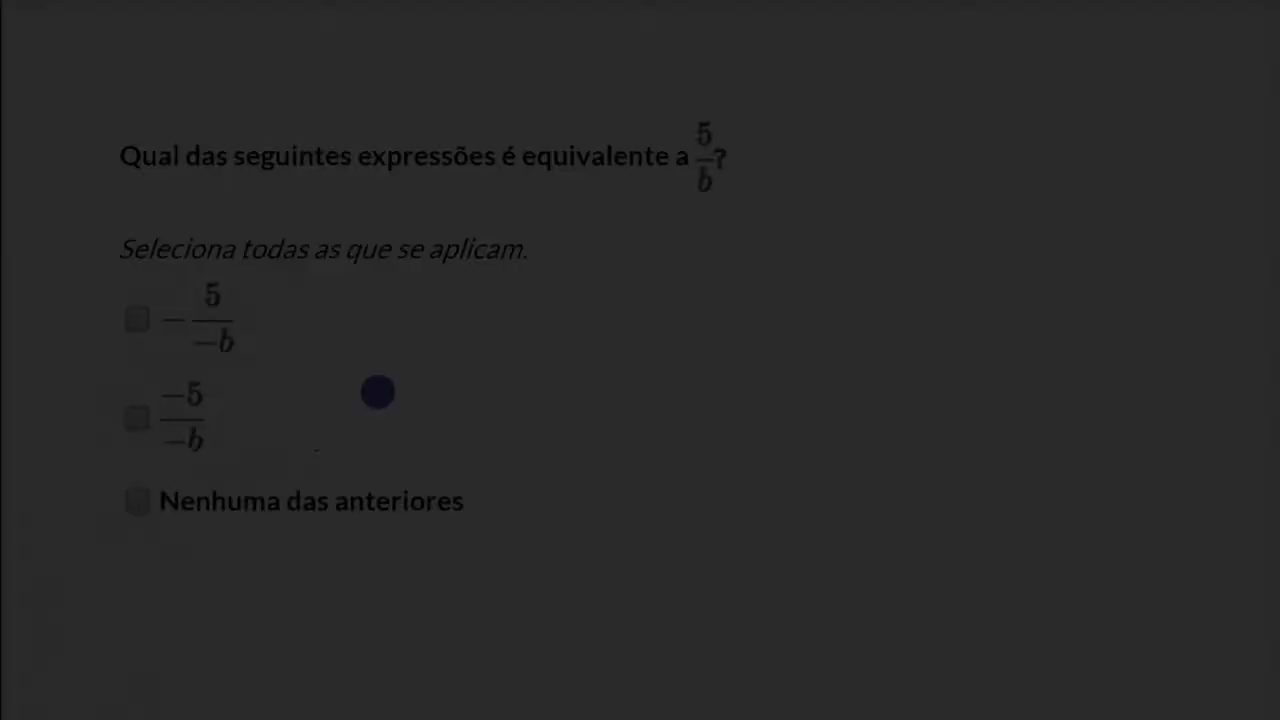 Qual das seguintes expressões é equivalente a 5/b?
Seleciona todas as que se aplicam.
− 5/−b
−5/−b
Nenhuma das anteriores